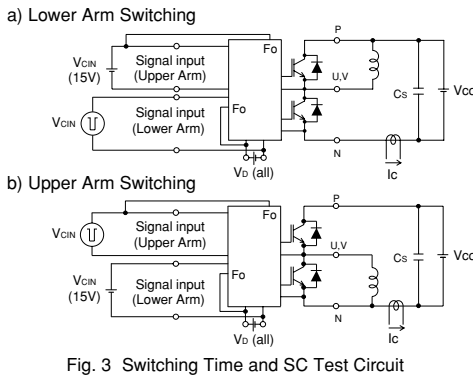 a) Lower Arm Switching
P
Fo
VCIN
(15V)
Signal input
(Upper Arm)
U,V
CS
VCC
VCIN
Signal input
(Lower Arm)
Fo
N
VD (all)
IC
b) Upper Arm Switching
P
Fo
VCIN
Signal input
(Upper Arm)
U,V
CS
VCC
VCIN
(15V)
Signal input
(Lower Arm)
Fo
N
VD (all)
IC
Fig. 3 Switching Time and SC Test Circuit